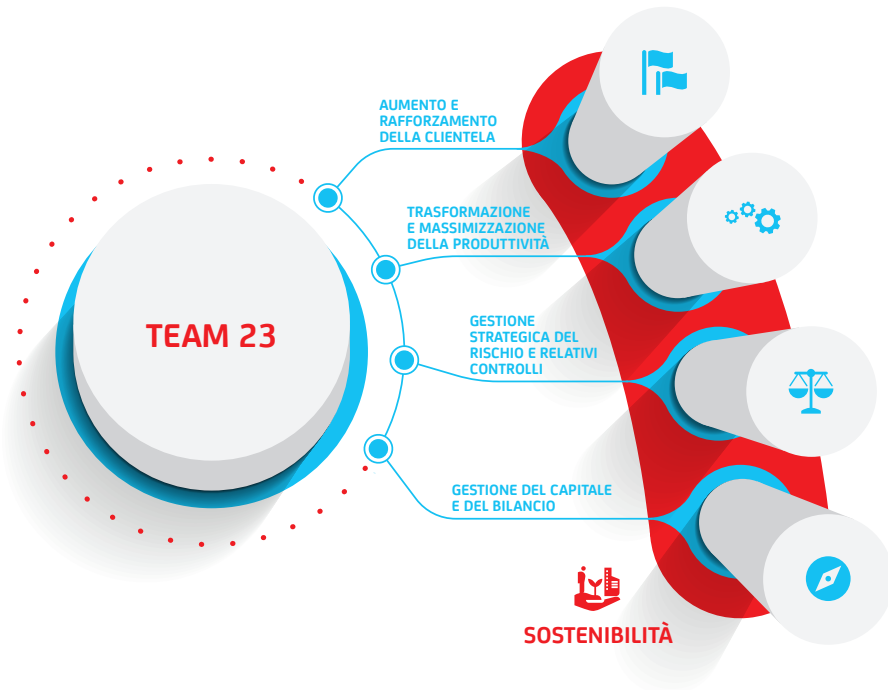 AUMENTO E
RAFFORZAMENTO
DELLA CLIENTELA
TRASFORMAZIONE
E MASSIMIZZAZIONE
DELLA PRODUTTIVITÀ
TEAM 23
GESTIONE
STRATEGICA DEL
RISCHIO E RELATIVI
CONTROLLI
GESTIONE DEL CAPITALE
E DEL BILANCIO
SOSTENIBILITÀ